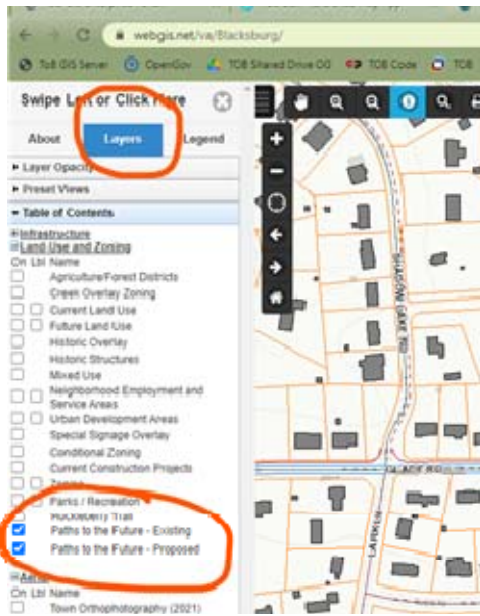 webgis.net/va/Blacksburg/
ToB GIS Server OpenGov TOB Shared Drive OG TOB Code TOB
Swipe Left or Click Here
About Layers Legend
Layer Opacity
Preset Views
Table of Contents
Infrastructure
Land Use and Zoning
On Lbl Name
Agriculture/Forest Districts
Creek Overlay Zoning
Current Land Use
Future Land Use
Historic Overlay
Historic Structures
Mixed Use
Neighborhood Employment and
Service Areas
Urban Development Areas
Special Signage Overlay
Conditional Zoning
Current Construction Projects
Zoning
Parks / Recreation
Huckleberry Trail
Paths to the Future - Existing
Paths to the Future - Proposed
Aerial
On Lbl Name
Town Orthophotography (2021)
SHADOW LAKE RD
GLADE RD